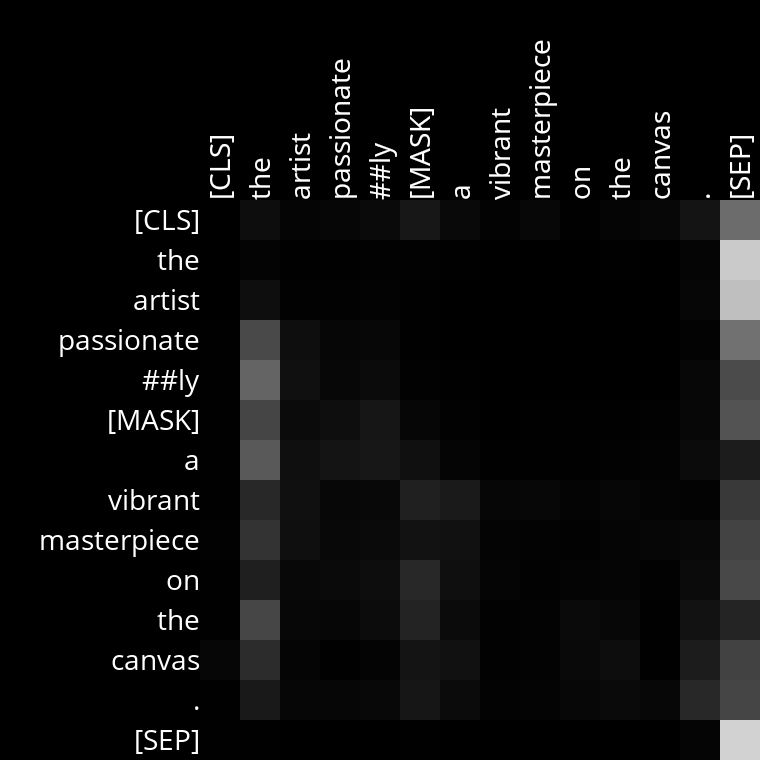 [CLS] the artist passionate ##ly [MASK] a vibrant masterpiece on the canvas . [SEP]
[CLS]
the
artist
passionate
##ly
[MASK]
a
vibrant
masterpiece
on
the
canvas
.
[SEP]